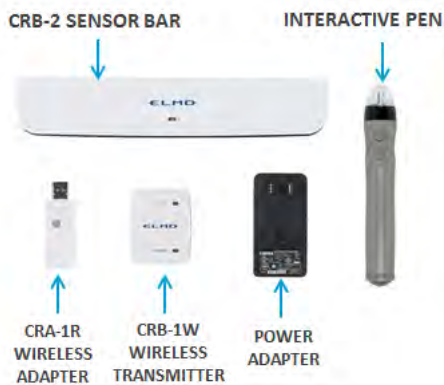 CRB-2 SENSOR BAR
INTERACTIVE PEN
ELMO
ELMO
CRA-1R
WIRELESS
ADAPTER
CRB-1W
WIRELESS
TRANSMITTER
POWER
ADAPTER